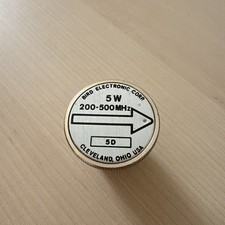 BIRD ELECTRONIC CORP
5 W
200-500MHz
5D
CLEVELAND, OHIO USA